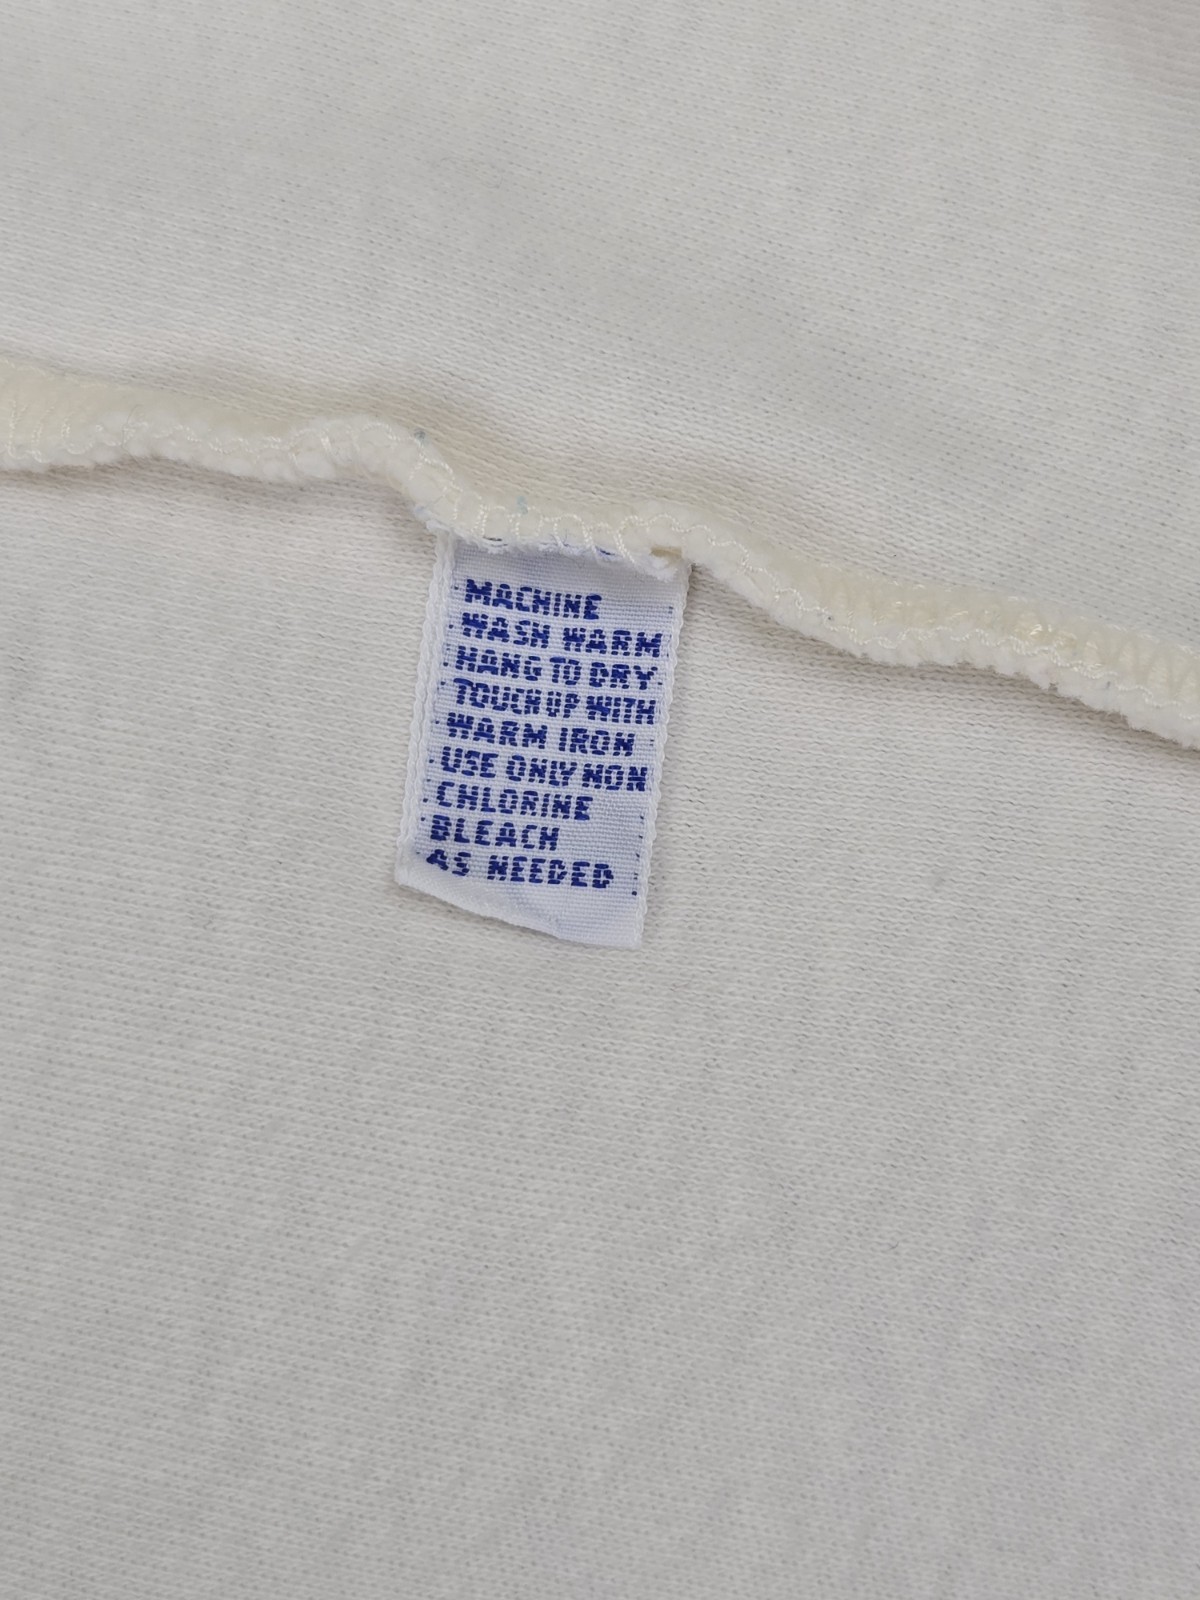 MACHINE
WASH WARM
HANG TO DRY
TOUCH UP WITH
WARM IRON
USE ONLY NON
CHLORINE
BLEACH
AS NEEDED